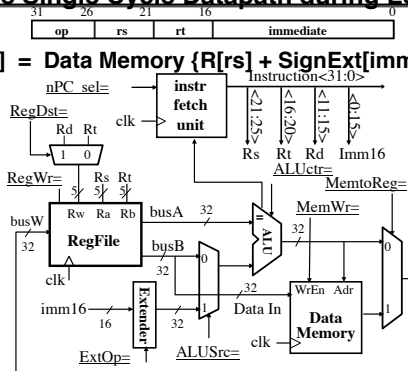 31 26 21 16 0
op rs rt immediate
] = Data Memory {R[rs] + SignExt[imm
nPC_sel=
instr fetch unit
Instruction<31:0>
clk
<21:25>
<16:20>
<11:15>
<0:15>
Rs Rt Rd Imm16
RegDst=
Rd Rt
1 0
ALUctr=
MemtoReg=
RegWr=
Rs Rt
5 5 5
Rw Ra Rb
RegFile
busW
32
clk
busA
32
busB
32
=
ALU
MemWr=
32
0
0
1
32
Data In
WrEn Adr
Data Memory
clk
1
imm16
16
Extender
32
ExtOp=
ALUSrc=